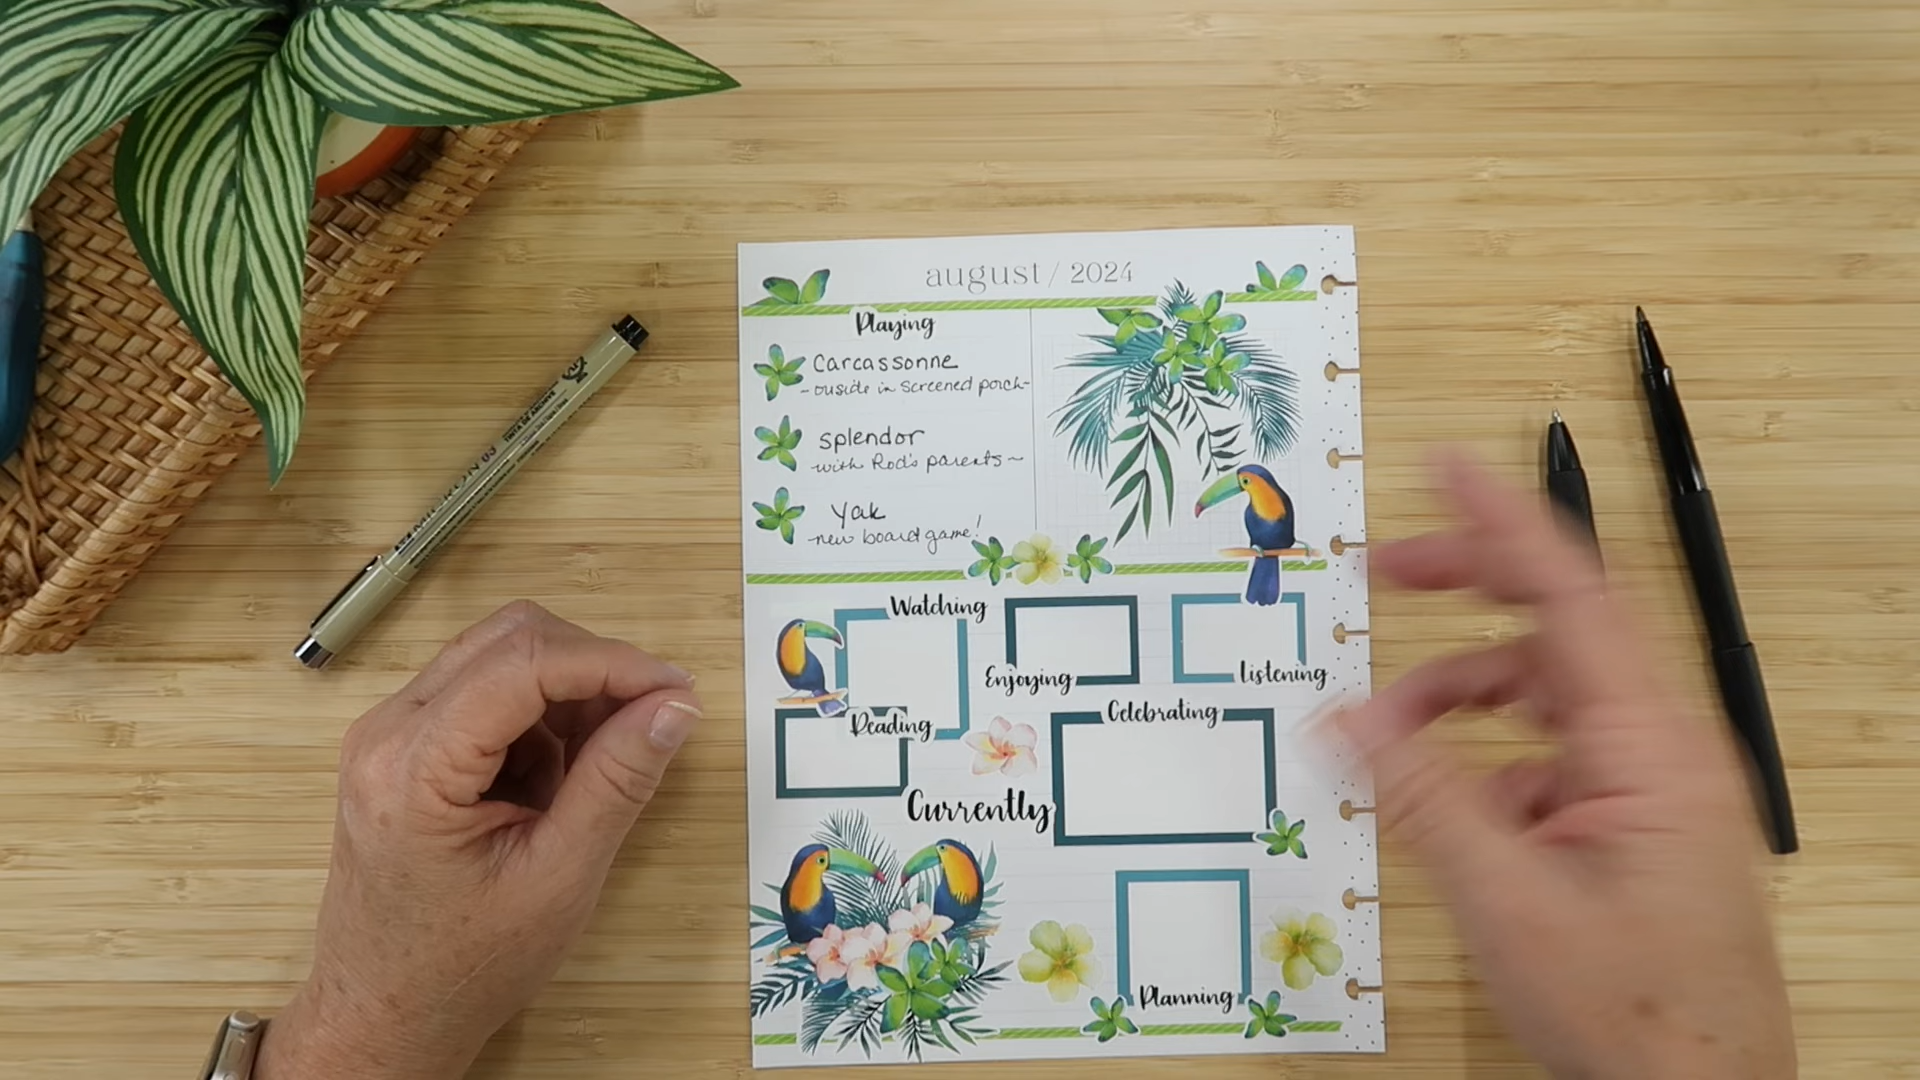 august / 2024
Playing
Carcassonne
- ouside in screened porch-
splendor
-with Rod's parents ~
Yak
-new board game!
Watching
Enjoying
Listening
Reading
Celebrating
Currently
Planning